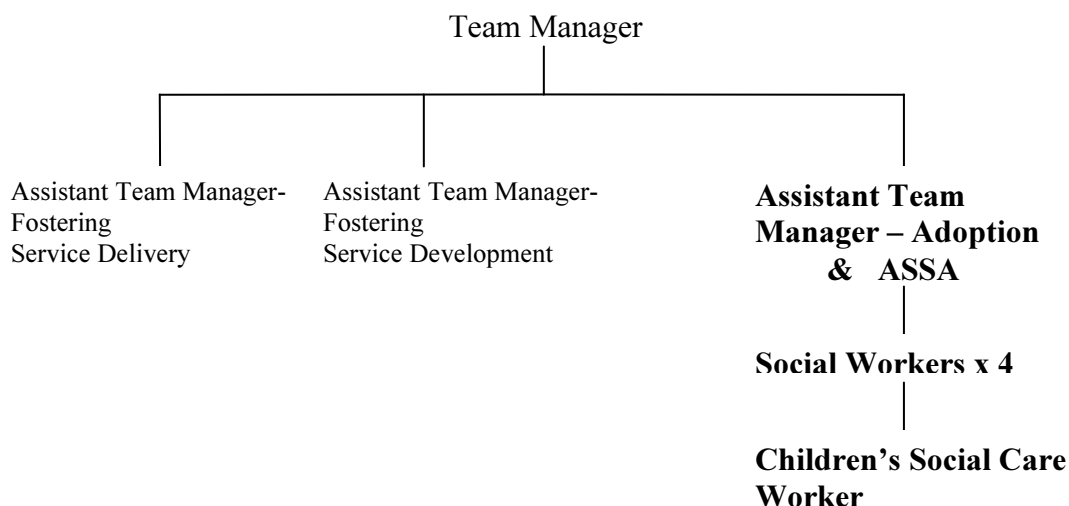 Team Manager
Assistant Team Manager-
Fostering
Service Delivery
Assistant Team Manager-
Fostering
Service Development
Assistant Team
Manager – Adoption
& ASSA
Social Workers x 4
Children’s Social Care
Worker